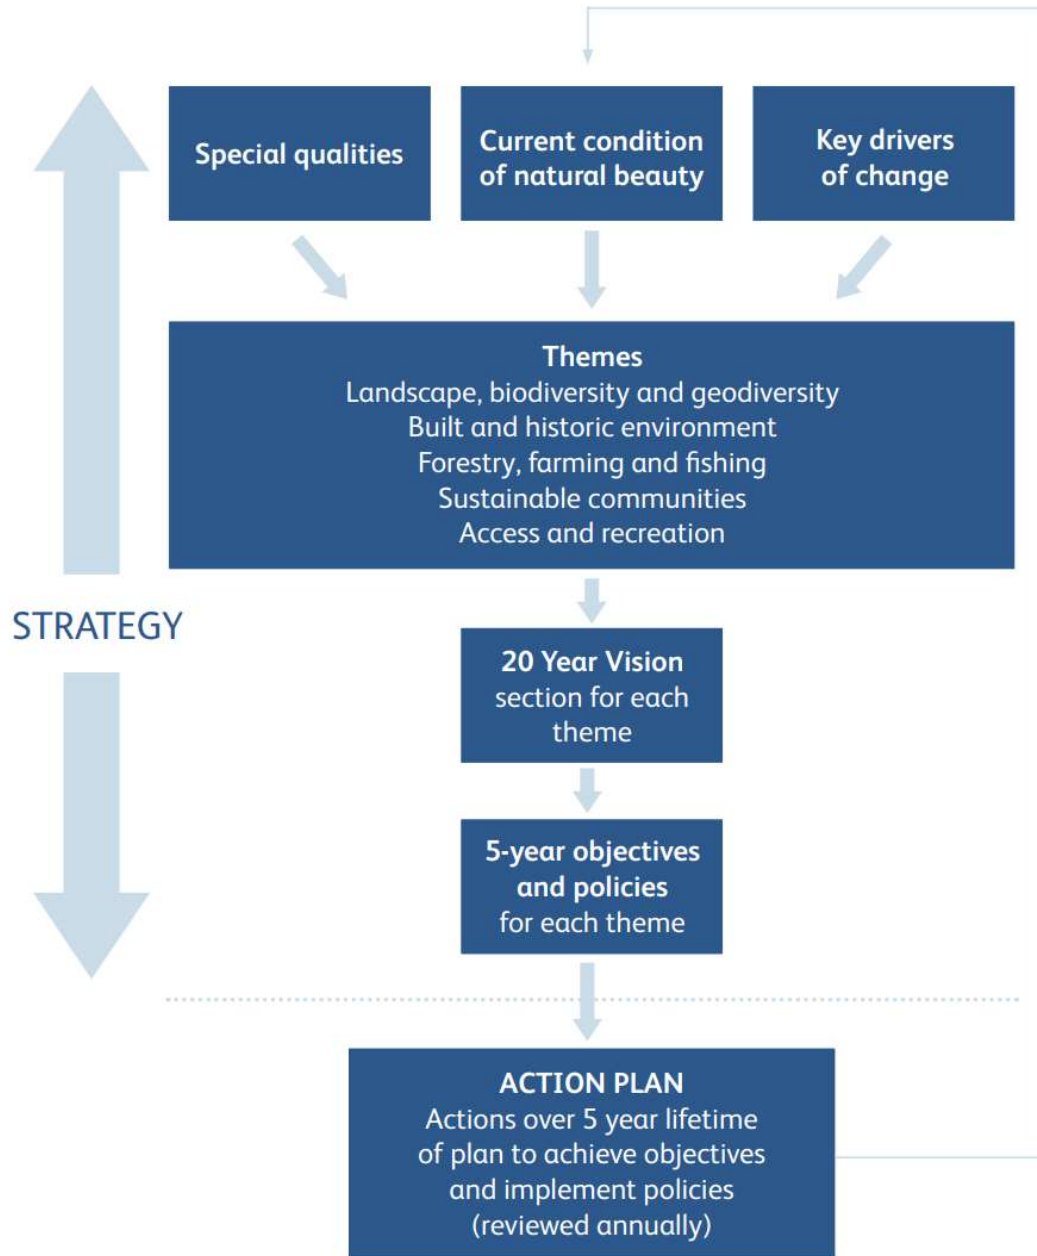 Special qualities
Current condition
of natural beauty
Key drivers
of change
Themes
Landscape, biodiversity and geodiversity
Built and historic environment
Forestry, farming and fishing
Sustainable communities
Access and recreation
STRATEGY
20 Year Vision
section for each
theme
5-year objectives
and policies
for each theme
ACTION PLAN
Actions over 5 year lifetime
of plan to achieve objectives
and implement policies
(reviewed annually)